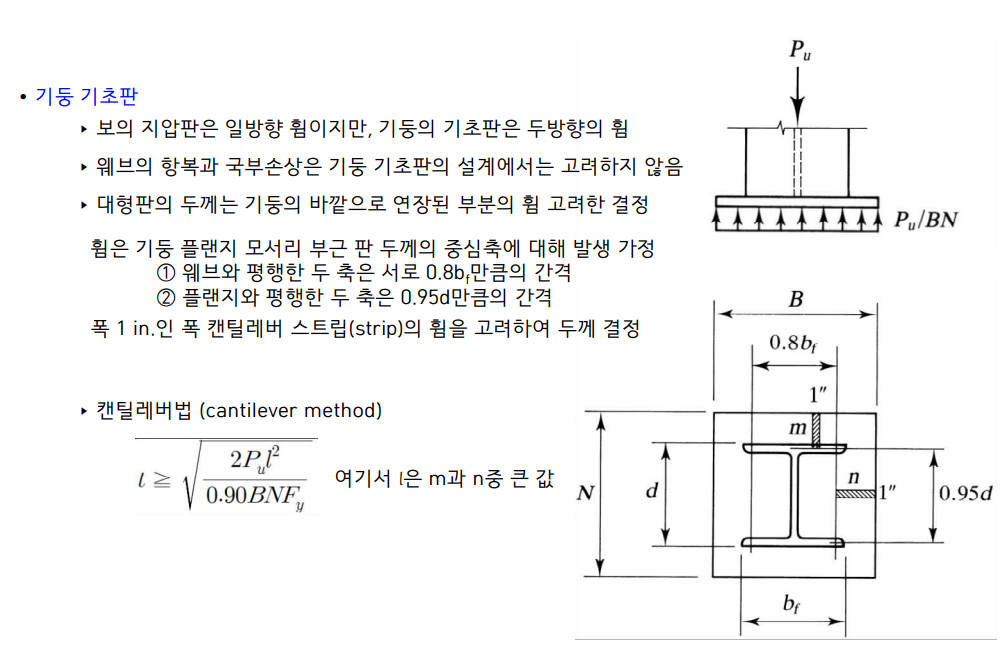 • 기둥 기초판
▸ 보의 지압판은 일방향 휨이지만, 기둥의 기초판은 두방향의 휨
▸ 웨브의 항복과 국부손상은 기둥 기초판의 설계에서는 고려하지 않음
▸ 대형판의 두께는 기둥의 바깥으로 연장된 부분의 휨 고려한 결정
휨은 기둥 플랜지 모서리 부근 판 두께의 중심축에 대해 발생 가정
① 웨브와 평행한 두 축은 서로 0.8b_f만큼의 간격
② 플랜지와 평행한 두 축은 0.95d만큼의 간격
폭 1 in.인 폭 캔틸레버 스트립(strip)의 휨을 고려하여 두께 결정
▸ 캔틸레버법 (cantilever method)
t ≧ √(2P_u l² / 0.90BNF_y) 여기서 l은 m과 n중 큰 값
P_u
P_u/BN
B
0.8b_f
1″
m
N
d
n
1″
0.95d
b_f